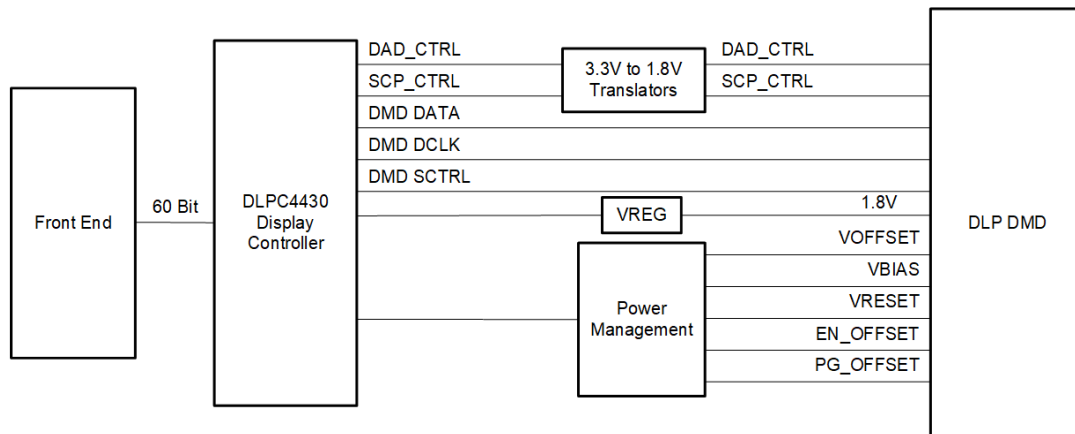 Front End
60 Bit
DLPC4430
Display
Controller
DAD_CTRL
SCP_CTRL
DMD DATA
DMD DCLK
DMD SCTRL
3.3V to 1.8V
Translators
DAD_CTRL
SCP_CTRL
VREG
1.8V
Power
Management
VOFFSET
VBIAS
VRESET
EN_OFFSET
PG_OFFSET
DLP DMD